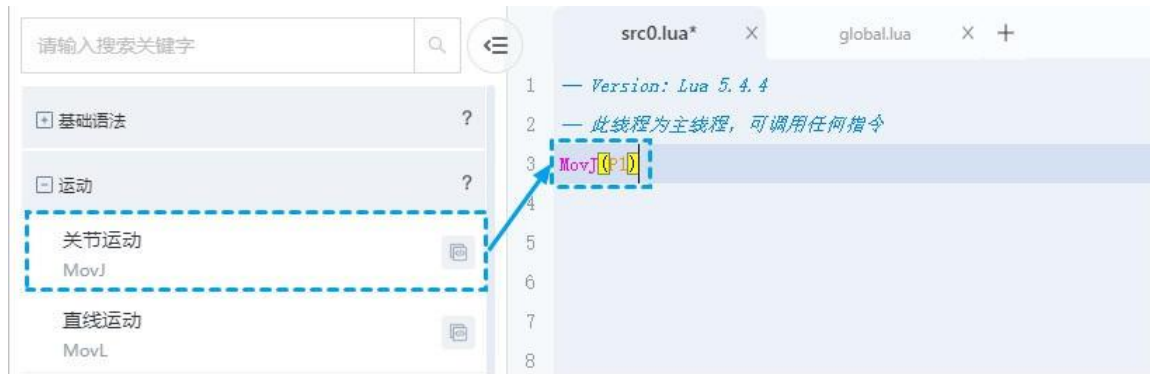 请输入搜索关键字
基础语法 ?
运动 ?
关节运动
MovJ
直线运动
MovL
src0.lua* × global.lua × +
1 — Version: Lua 5.4.4
2 — 此线程为主线程，可调用任何指令
3 MovJ(P1)
4
5
6
7
8